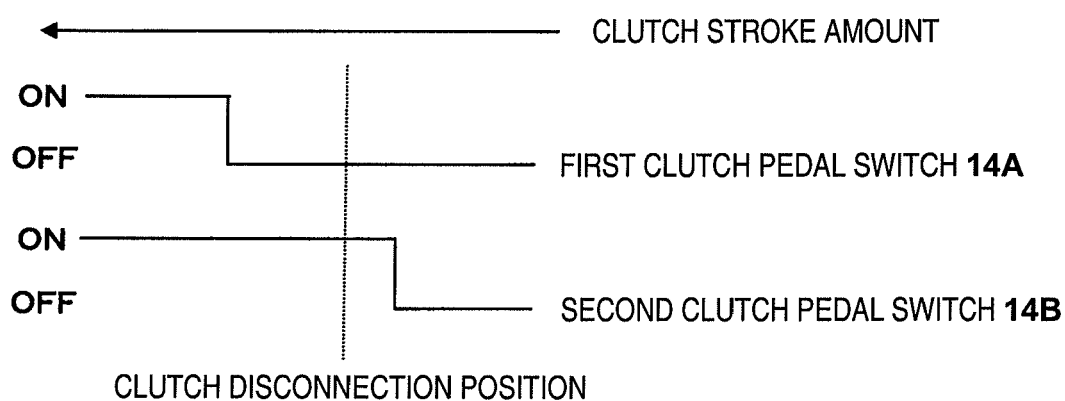 CLUTCH STROKE AMOUNT
ON
OFF
FIRST CLUTCH PEDAL SWITCH 14A
ON
OFF
SECOND CLUTCH PEDAL SWITCH 14B
CLUTCH DISCONNECTION POSITION